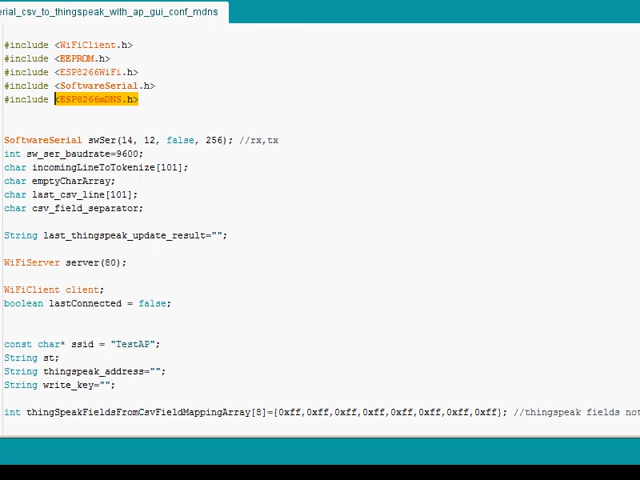 erial_csv_to_thingspeak_with_ap_gui_conf_mdns
#include <WiFiClient.h>
#include <EEPROM.h>
#include <ESP8266WiFi.h>
#include <SoftwareSerial.h>
#include <ESP8266mDNS.h>
SoftwareSerial swSer(14, 12, false, 256); //rx,tx
int sw_ser_baudrate=9600;
char incomingLineToTokenize[101];
char emptyCharArray;
char last_csv_line[101];
char csv_field_separator;
String last_thingspeak_update_result="";
WiFiServer server(80);
WiFiClient client;
boolean lastConnected = false;
const char* ssid = "TestAP";
String st;
String thingspeak_address="";
String write_key="";
int thingSpeakFieldsFromCsvFieldMappingArray[8]={0xff,0xff,0xff,0xff,0xff,0xff,0xff,0xff}; //thingspeak fields not